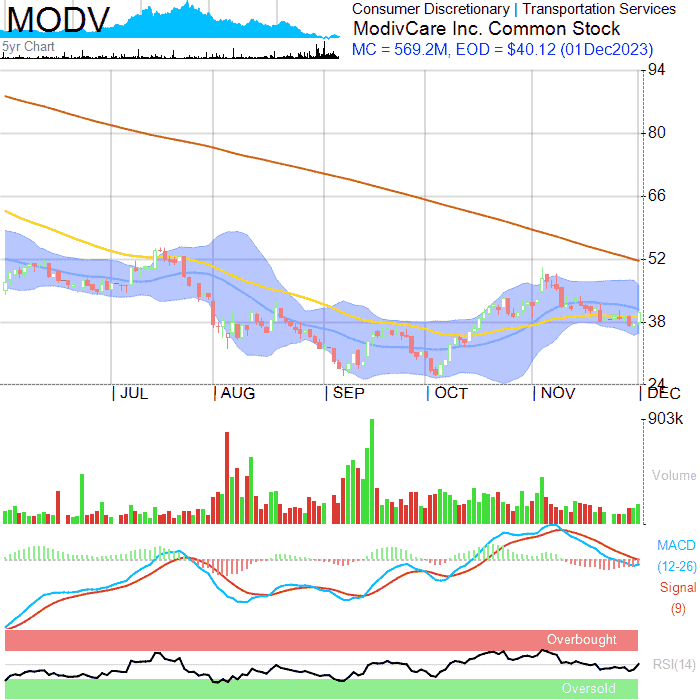 MODV
5yr Chart
Consumer Discretionary | Transportation Services
ModivCare Inc. Common Stock
MC = 569.2M, EOD = $40.12 (01Dec2023)
94
80
66
52
38
24
JUL AUG SEP OCT NOV DEC
903k
Volume
MACD
(12-26)
Signal
(9)
Overbought
RSI(14)
Oversold